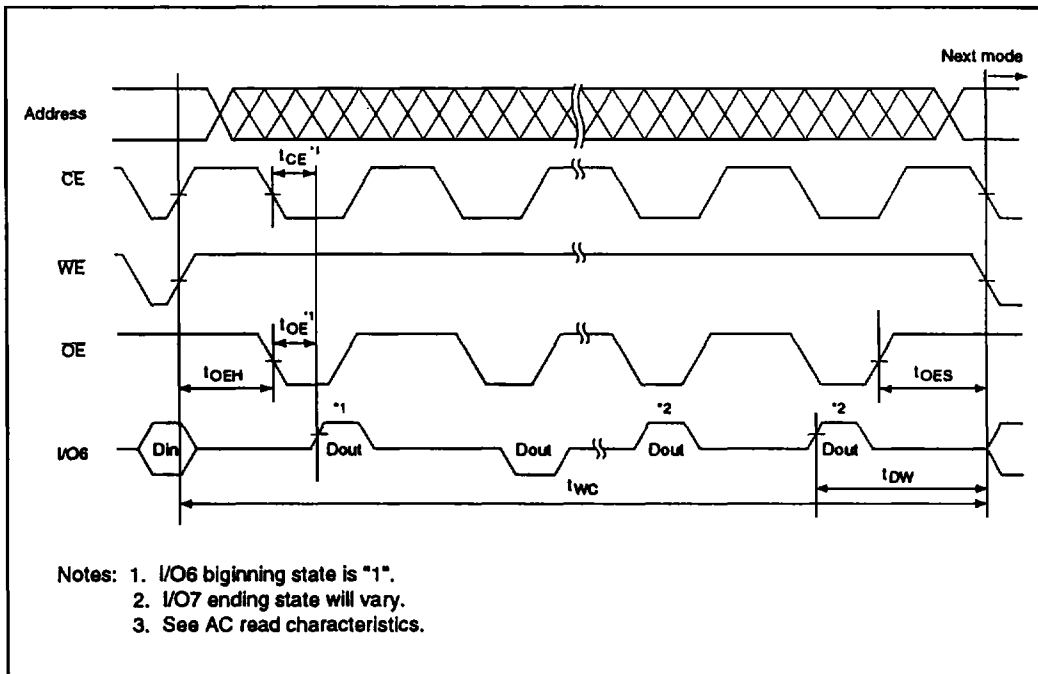 Next mode
Address
tCE *1
CE
WE
tOE *1
OE
tOEH
tOES
*1
*2
*2
I/O6
Din
Dout
Dout
Dout
Dout
tWC
tDW
Notes: 1. I/O6 biginning state is "1".
2. I/O7 ending state will vary.
3. See AC read characteristics.